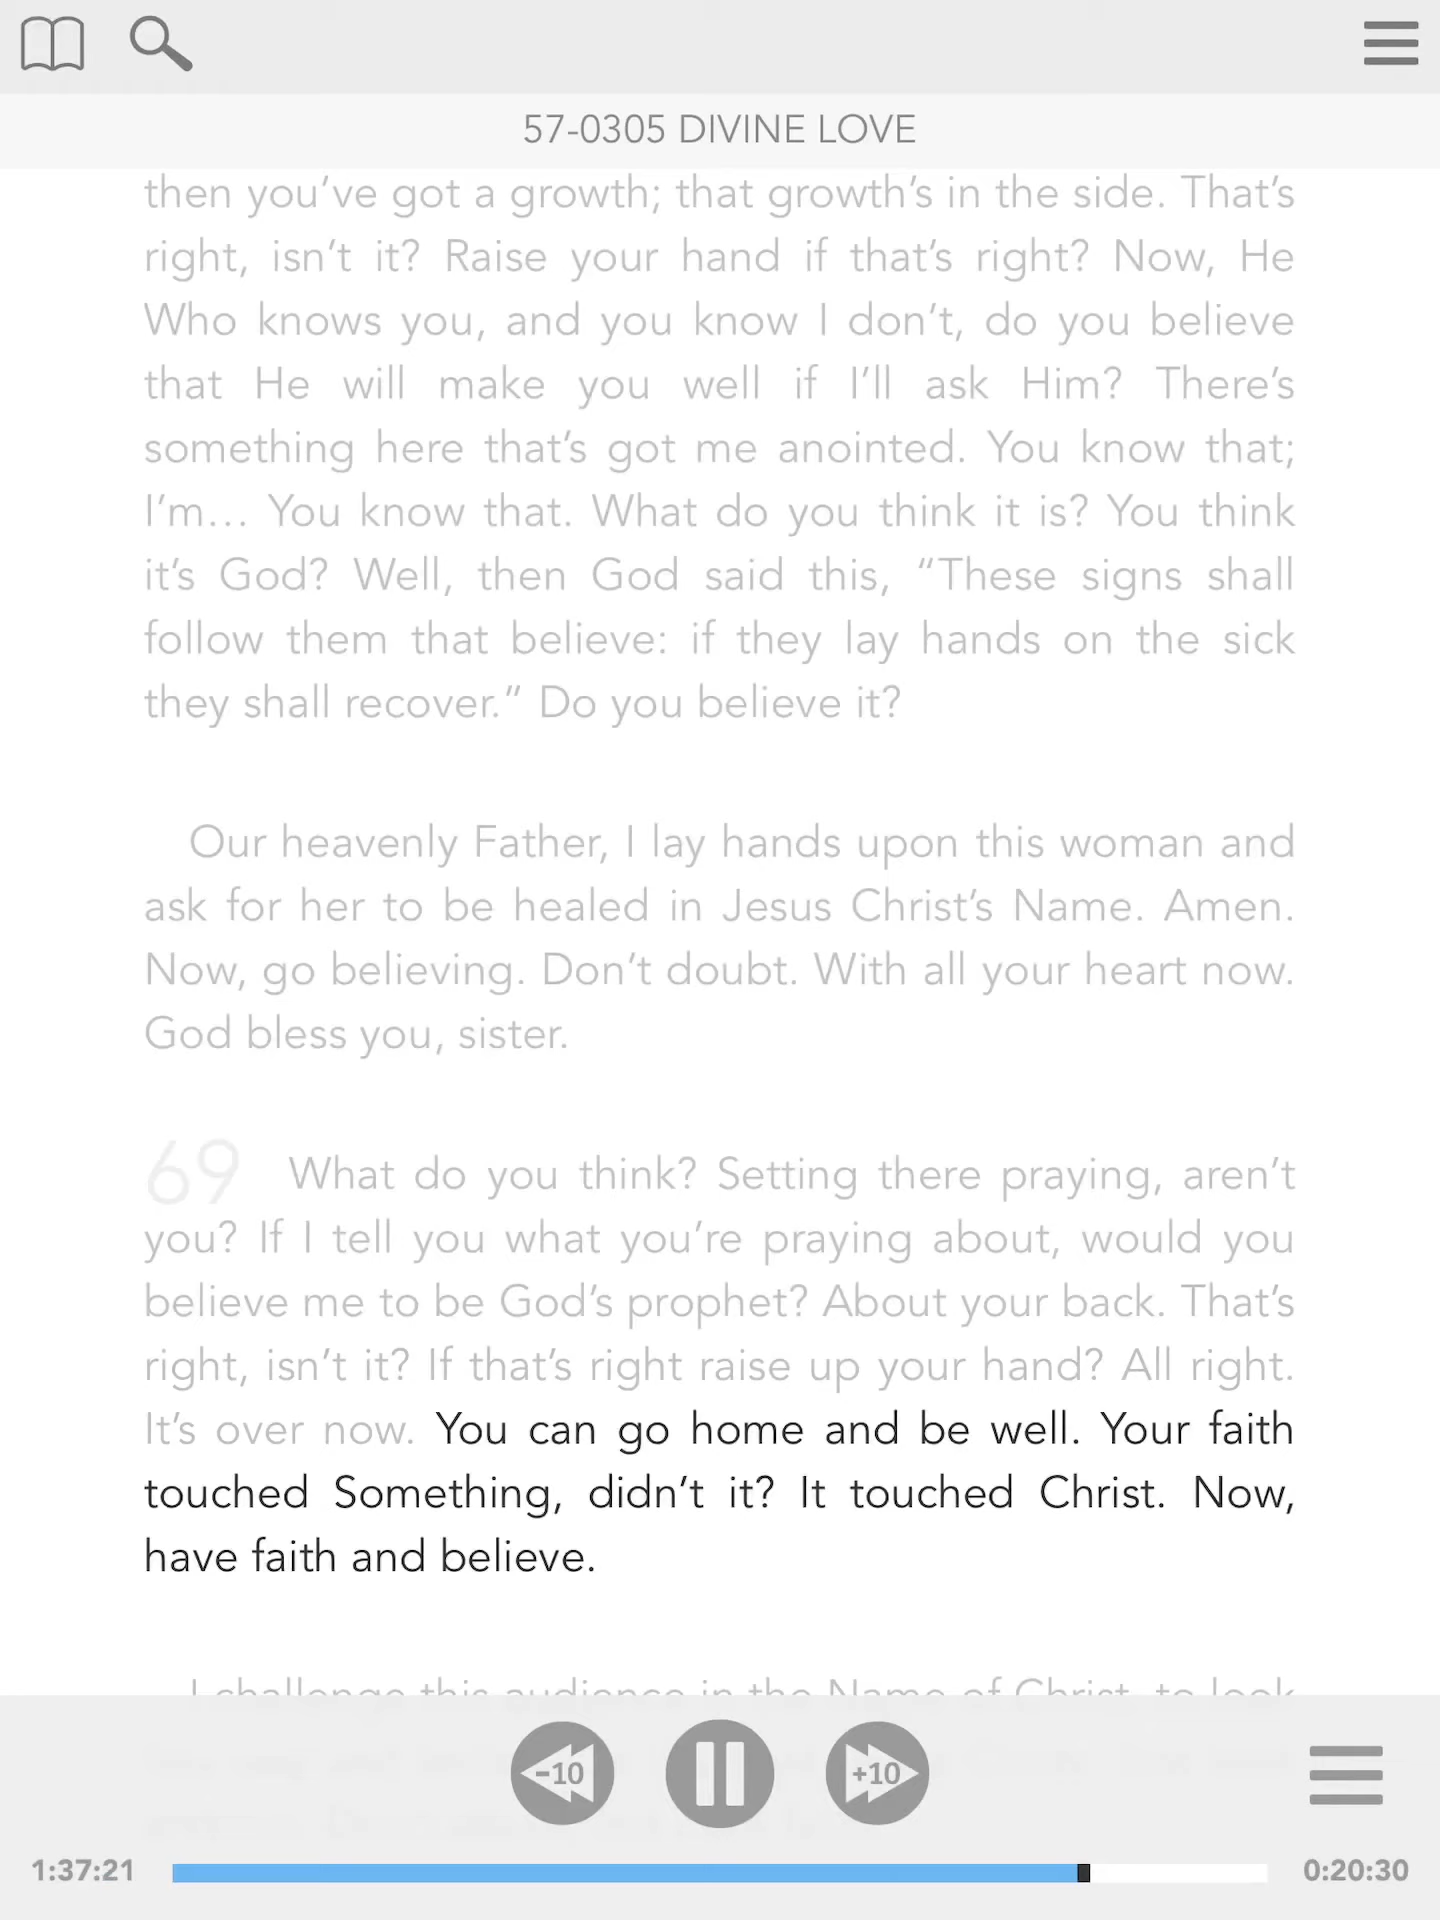 57-0305 DIVINE LOVE
then you’ve got a growth; that growth’s in the side. That’s
right, isn’t it? Raise your hand if that’s right? Now, He
Who knows you, and you know I don’t, do you believe
that He will make you well if I’ll ask Him? There’s
something here that’s got me anointed. You know that;
I’m… You know that. What do you think it is? You think
it’s God? Well, then God said this, “These signs shall
follow them that believe: if they lay hands on the sick
they shall recover.” Do you believe it?
Our heavenly Father, I lay hands upon this woman and
ask for her to be healed in Jesus Christ’s Name. Amen.
Now, go believing. Don’t doubt. With all your heart now.
God bless you, sister.
69 What do you think? Setting there praying, aren’t
you? If I tell you what you’re praying about, would you
believe me to be God’s prophet? About your back. That’s
right, isn’t it? If that’s right raise up your hand? All right.
It’s over now. You can go home and be well. Your faith
touched Something, didn’t it? It touched Christ. Now,
have faith and believe.
I challenge this audience in the Name of Christ, to look
-10 +10
1:37:21 0:20:30